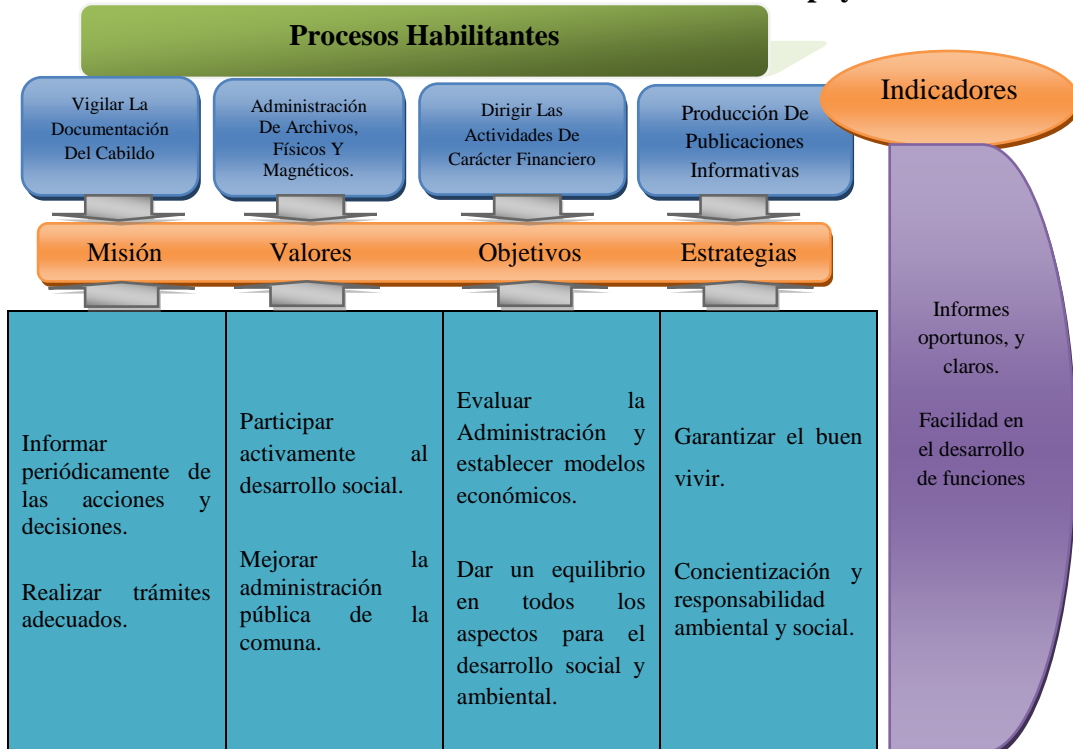 Procesos Habilitantes
Indicadores
Vigilar La
Documentación
Del Cabildo
Administración
De Archivos,
Físicos Y
Magnéticos.
Dirigir Las
Actividades De
Carácter Financiero
Producción De
Publicaciones
Informativas
Misión
Valores
Objetivos
Estrategias
Informar
periódicamente de
las acciones y
decisiones.
Realizar trámites
adecuados.
Participar
activamente al
desarrollo social.
Mejorar la
administración
pública de la
comuna.
Evaluar la
Administración y
establecer modelos
económicos.
Dar un equilibrio
en todos los
aspectos para el
desarrollo social y
ambiental.
Garantizar el buen
vivir.
Concientización y
responsabilidad
ambiental y social.
Informes
oportunos, y
claros.
Facilidad en
el desarrollo
de funciones